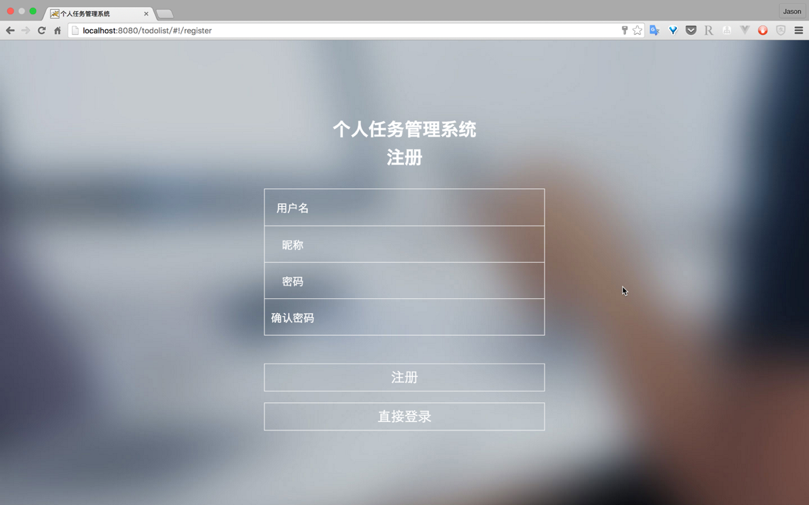 个人任务管理系统
Jason
localhost:8080/todolist/#!/register
个人任务管理系统
注册
用户名
昵称
密码
确认密码
注册
直接登录